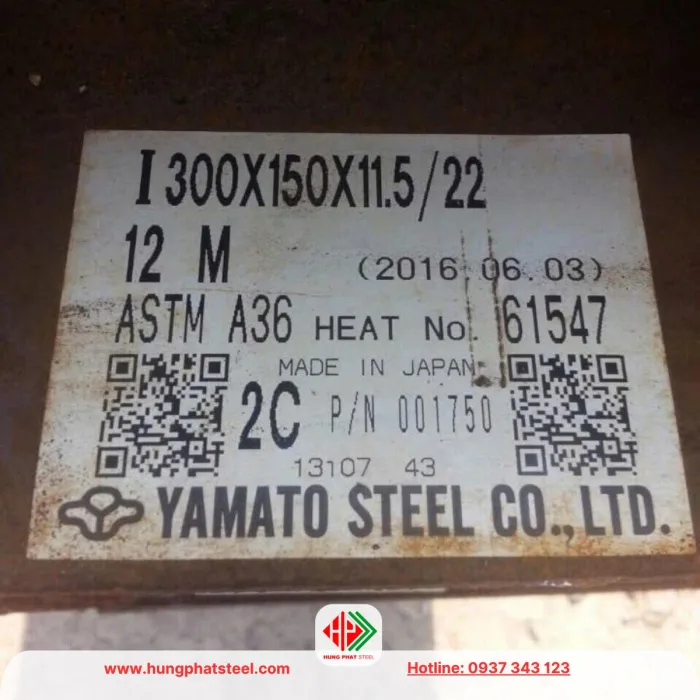 I 300X150X11.5/22
12 M (2016.06.03)
ASTM A36 HEAT No. 61547
MADE IN JAPAN
2C P/N 001750
13107 43
YAMATO STEEL CO., LTD.
HUNG PHAT STEEL
www.hungphatsteel.com Hotline: 0937 343 123